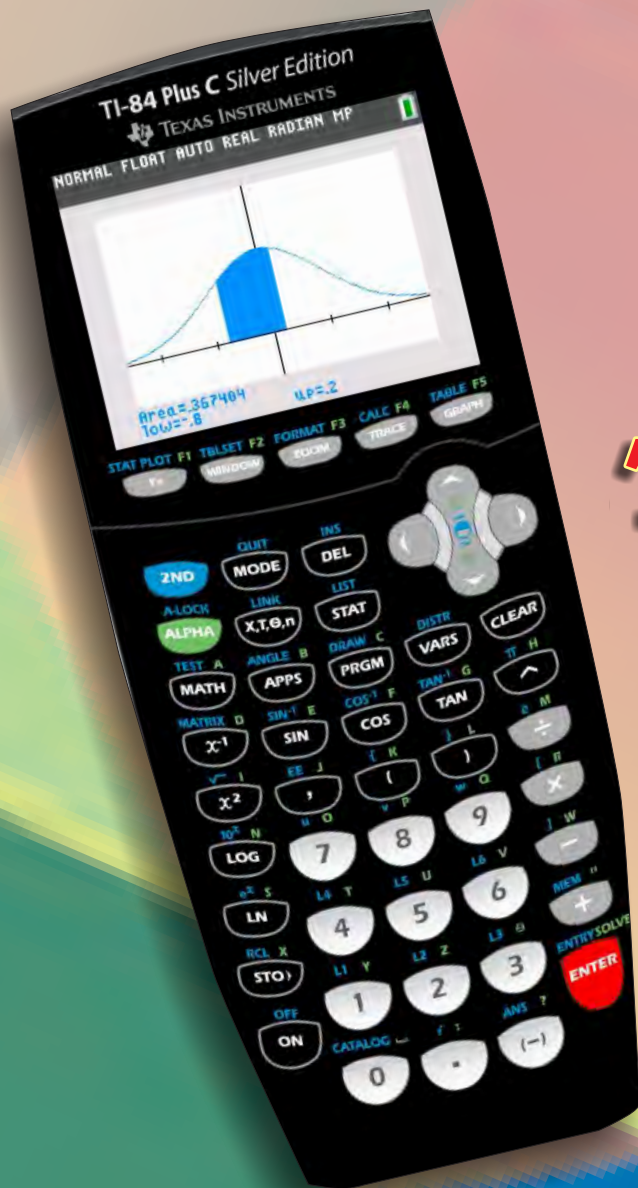 TI-84 Plus C Silver Edition
TEXAS INSTRUMENTS
NORMAL FLOAT AUTO REAL RADIAN MP
Area=.367404
low=-.8 up=.2
STAT PLOT F1 TBLSET F2 FORMAT F3 CALC F4 TABLE F5
Y= WINDOW ZOOM TRACE GRAPH
QUIT INS
2ND MODE DEL
A-LOCK LINK LIST
ALPHA X,T,Θ,n STAT
TEST A ANGLE B DRAW C DISTR
MATH APPS PRGM VARS CLEAR
MATRIX D SIN⁻¹ E COS⁻¹ F TAN⁻¹ G π H
x⁻¹ SIN COS TAN ^
√ I EE J { K } L e M
x² , ( ) ÷
10ˣ N u O v P w Q [ R
LOG 7 8 9 ×
eˣ S L4 T L5 U L6 V ] W
LN 4 5 6 −
RCL X L1 Y L2 Z L3 θ MEM "
STO› 1 2 3 +
OFF CATALOG ⎵ i : ANS ? ENTRY SOLVE
ON 0 . (−) ENTER